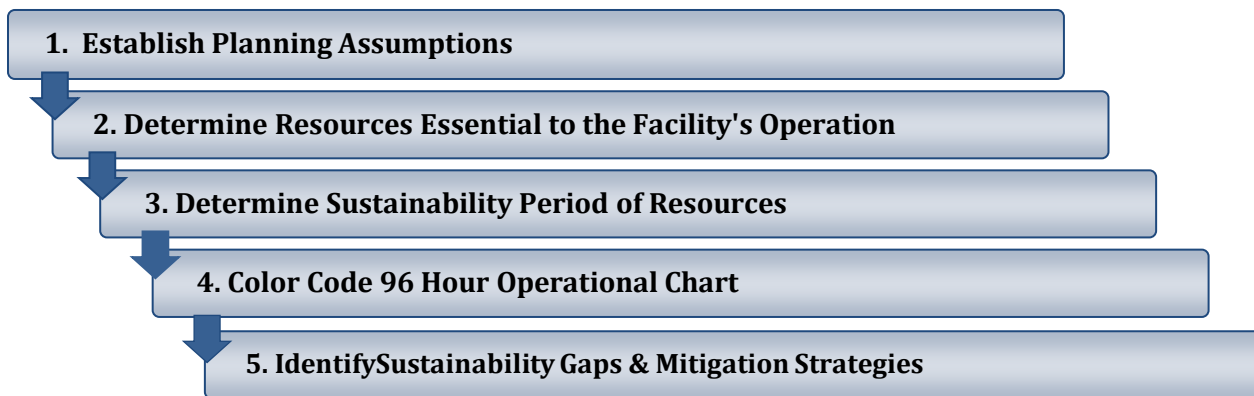 1. Establish Planning Assumptions
2. Determine Resources Essential to the Facility's Operation
3. Determine Sustainability Period of Resources
4. Color Code 96 Hour Operational Chart
5. IdentifySustainability Gaps & Mitigation Strategies